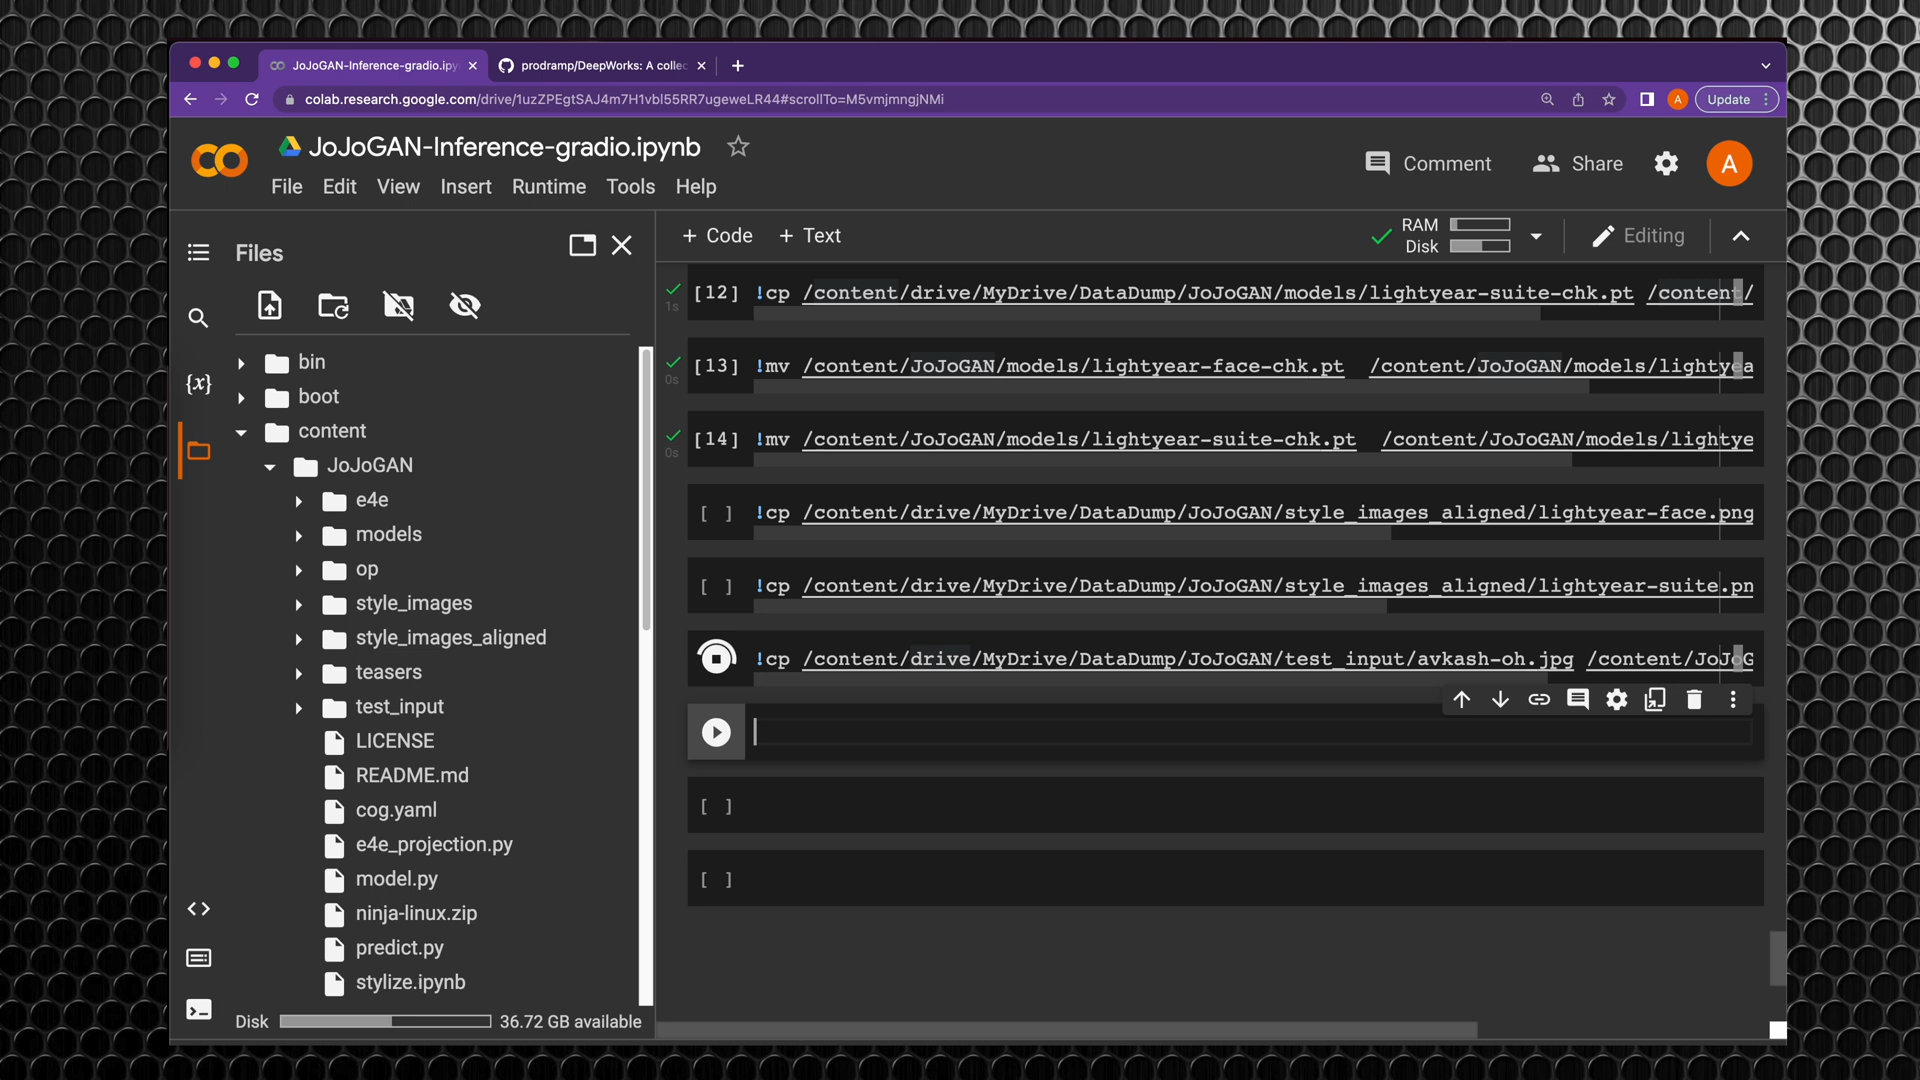 JoJoGAN-Inference-gradio.ipy
prodramp/DeepWorks: A collec
colab.research.google.com/drive/1uzZPEgtSAJ4m7H1vbl55RR7ugeweLR44#scrollTo=M5vmjmngjNMi
A
Update
JoJoGAN-Inference-gradio.ipynb
File Edit View Insert Runtime Tools Help
Comment
Share
A
Files
+ Code + Text
RAM
Disk
Editing
{x}
bin
boot
content
JoJoGAN
e4e
models
op
style_images
style_images_aligned
teasers
test_input
LICENSE
README.md
cog.yaml
e4e_projection.py
model.py
ninja-linux.zip
predict.py
stylize.ipynb
Disk 36.72 GB available
1s [12] !cp /content/drive/MyDrive/DataDump/JoJoGAN/models/lightyear-suite-chk.pt /content/
0s [13] !mv /content/JoJoGAN/models/lightyear-face-chk.pt /content/JoJoGAN/models/lightyea
0s [14] !mv /content/JoJoGAN/models/lightyear-suite-chk.pt /content/JoJoGAN/models/lightye
[ ] !cp /content/drive/MyDrive/DataDump/JoJoGAN/style_images_aligned/lightyear-face.png
[ ] !cp /content/drive/MyDrive/DataDump/JoJoGAN/style_images_aligned/lightyear-suite.pn
!cp /content/drive/MyDrive/DataDump/JoJoGAN/test_input/avkash-oh.jpg /content/JoJoG
[ ]
[ ]